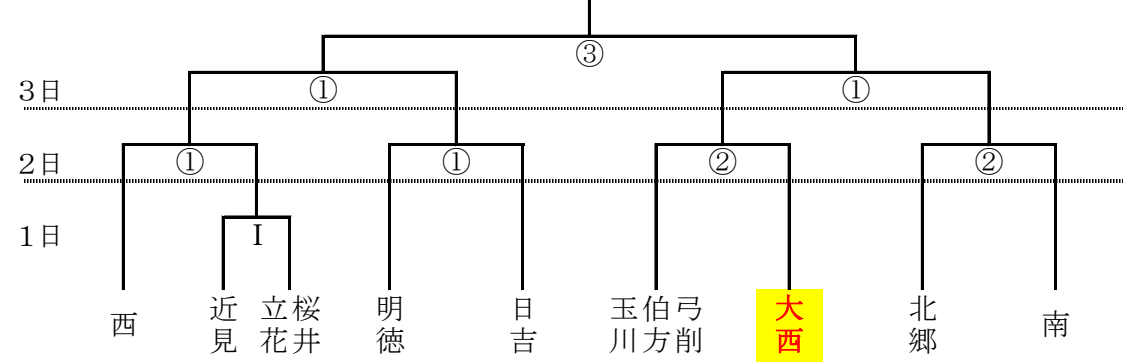 ③
3日
①
①
2日
①
①
②
②
1日
I
西
近見
立花
桜井
明徳
日吉
玉川
伯方
弓削
大西
北郷
南